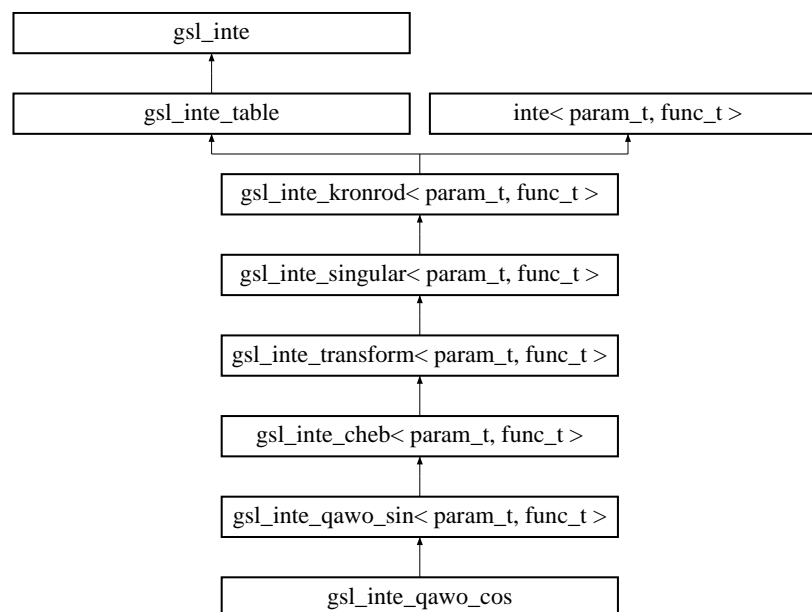 gsl_inte
gsl_inte_table
inte< param_t, func_t >
gsl_inte_kronrod< param_t, func_t >
gsl_inte_singular< param_t, func_t >
gsl_inte_transform< param_t, func_t >
gsl_inte_cheb< param_t, func_t >
gsl_inte_qawo_sin< param_t, func_t >
gsl_inte_qawo_cos